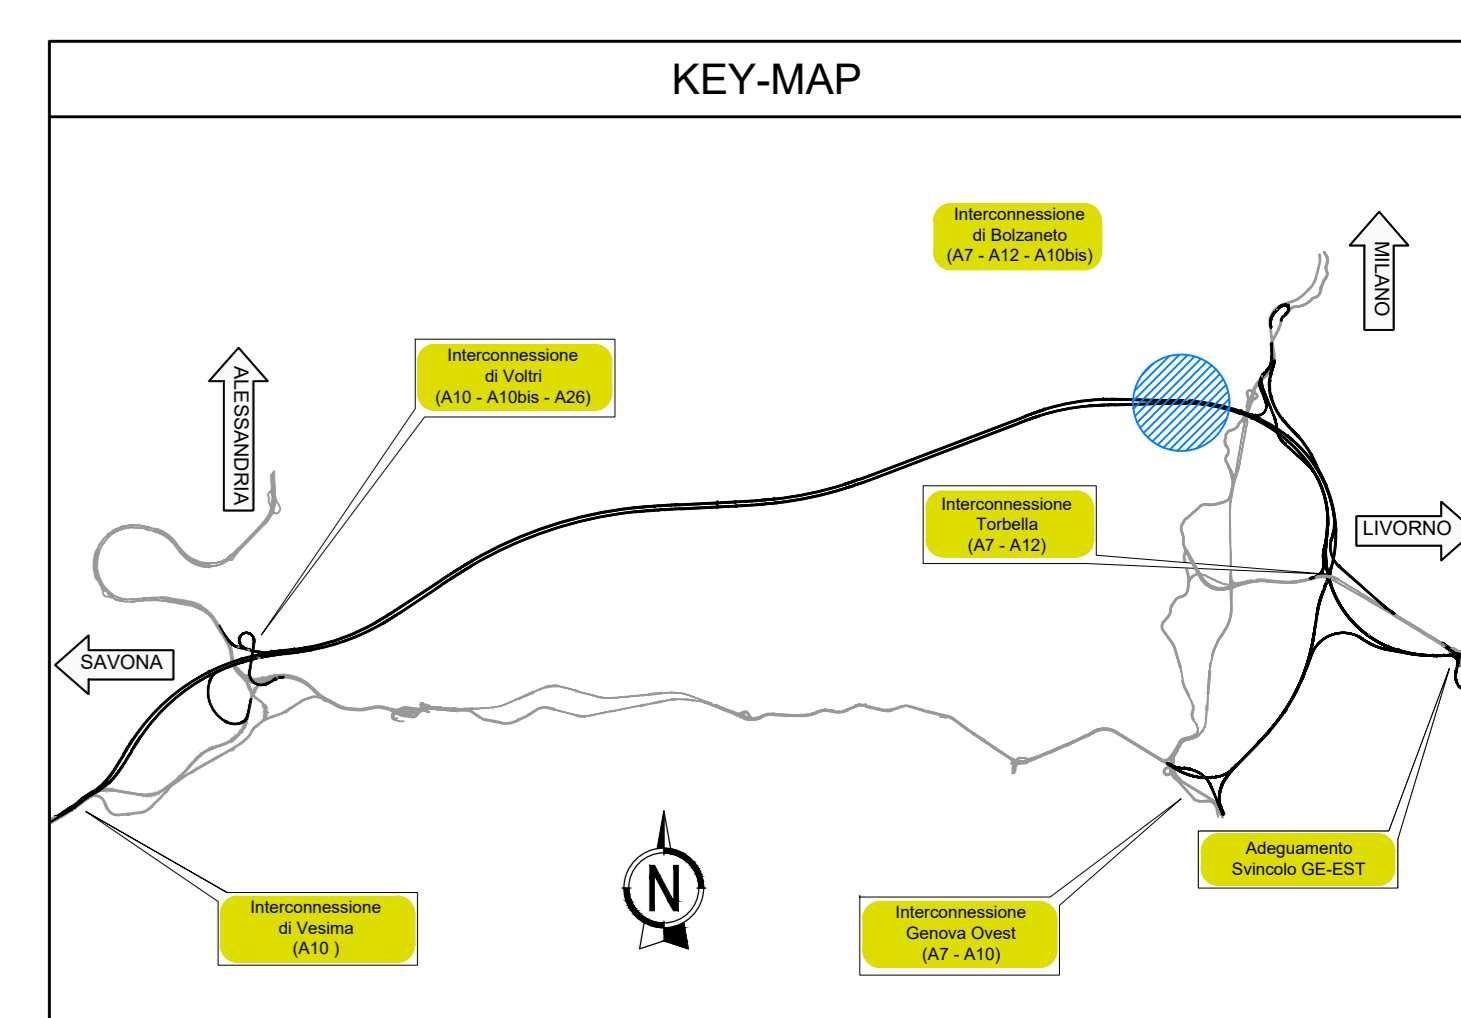 KEY-MAP
Interconnessione
di Bolzaneto
(A7 - A12 - A10bis)
MILANO
Interconnessione
di Voltri
(A10 - A10bis - A26)
ALESSANDRIA
Interconnessione
Torbella
(A7 - A12)
LIVORNO
SAVONA
Adeguamento
Svincolo GE-EST
N
Interconnessione
di Vesima
(A10 )
Interconnessione
Genova Ovest
(A7 - A10)